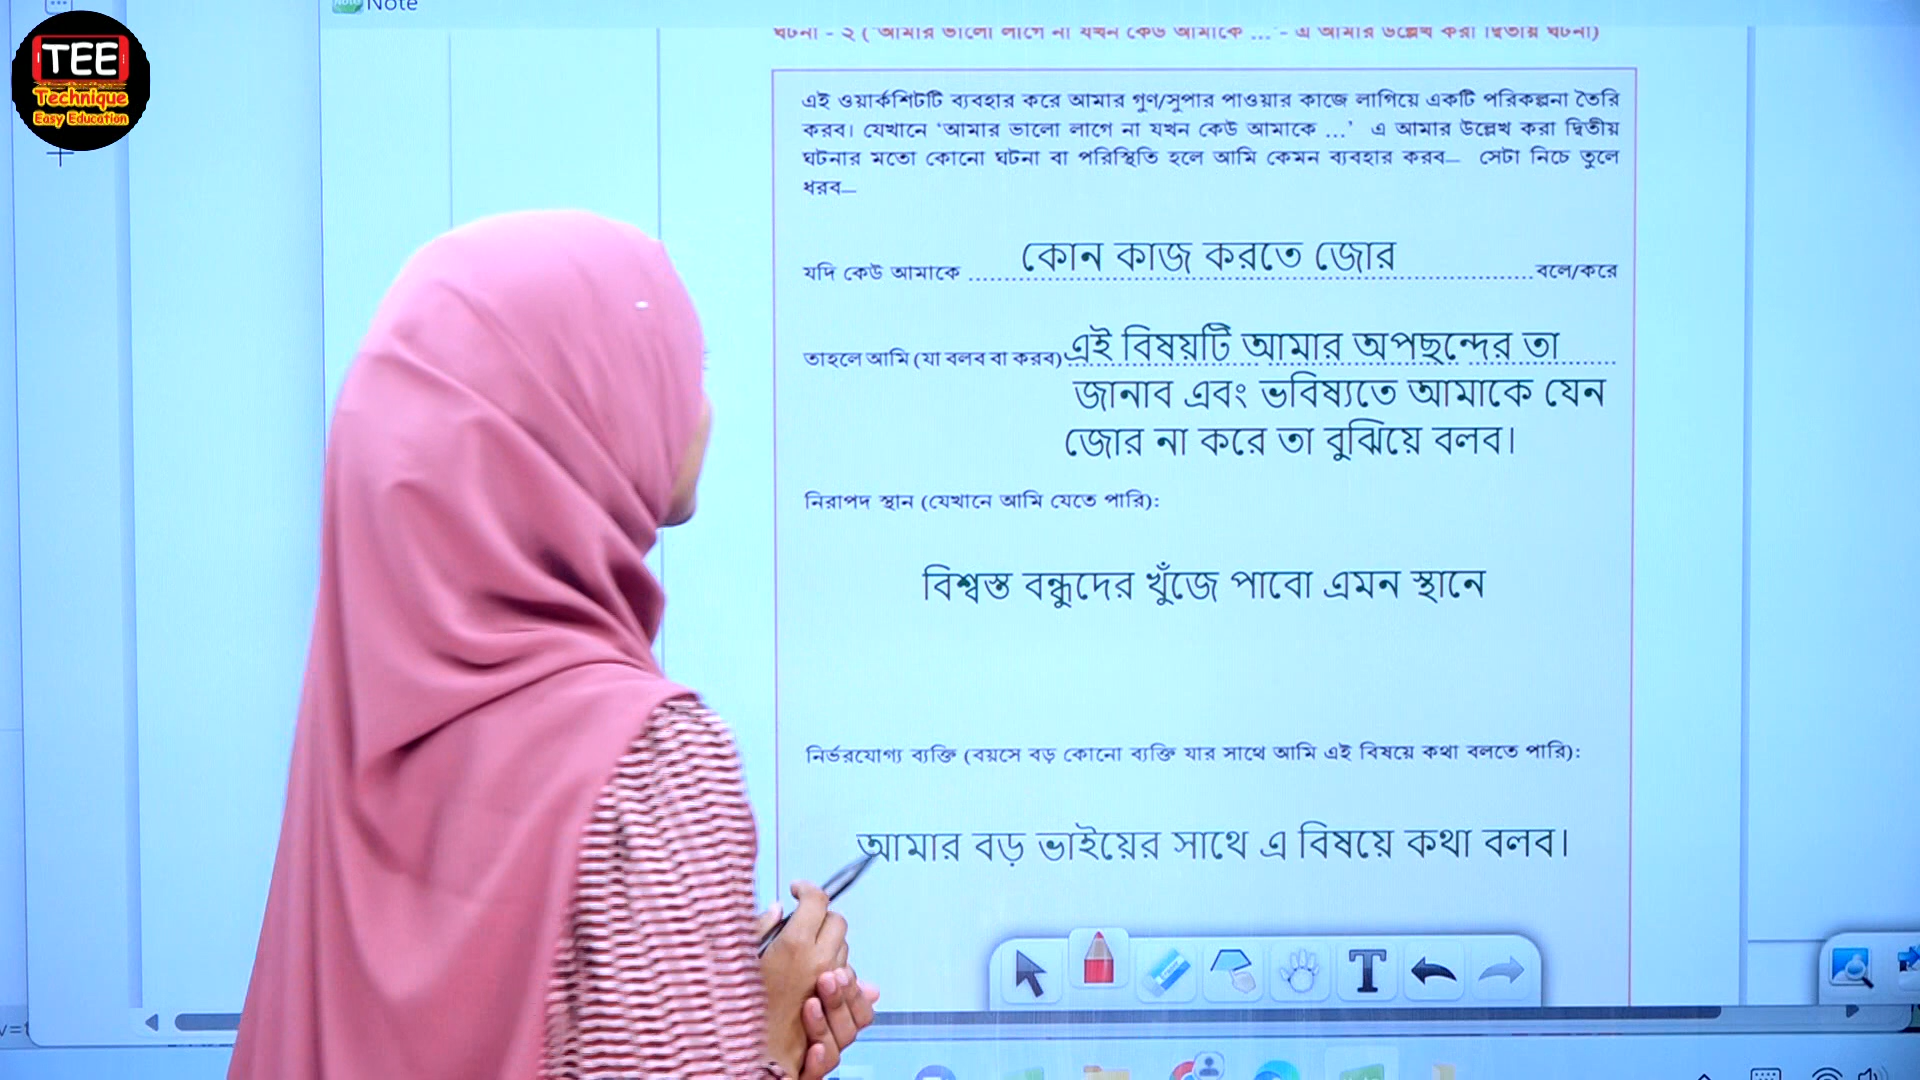 Note
TEE
Technique
Easy Education
ঘটনা - ২ ( 'আমার ভালো লাগে না যখন কেউ আমাকে ...'- এ আমার উল্লেখ করা দ্বিতীয় ঘটনা)
এই ওয়ার্কশিটটি ব্যবহার করে আমার গুণ/সুপার পাওয়ার কাজে লাগিয়ে একটি পরিকল্পনা তৈরি
করব। যেখানে ‘আমার ভালো লাগে না যখন কেউ আমাকে ...’ এ আমার উল্লেখ করা দ্বিতীয়
ঘটনার মতো কোনো ঘটনা বা পরিস্থিতি হলে আমি কেমন ব্যবহার করব— সেটা নিচে তুলে
ধরব—
যদি কেউ আমাকে কোন কাজ করতে জোর বলে/করে
তাহলে আমি (যা বলব বা করব) এই বিষয়টি আমার অপছন্দের তা
জানাব এবং ভবিষ্যতে আমাকে যেন
জোর না করে তা বুঝিয়ে বলব।
নিরাপদ স্থান (যেখানে আমি যেতে পারি):
বিশ্বস্ত বন্ধুদের খুঁজে পাবো এমন স্থানে
নির্ভরযোগ্য ব্যক্তি (বয়সে বড় কোনো ব্যক্তি যার সাথে আমি এই বিষয়ে কথা বলতে পারি):
আমার বড় ভাইয়ের সাথে এ বিষয়ে কথা বলব।
T